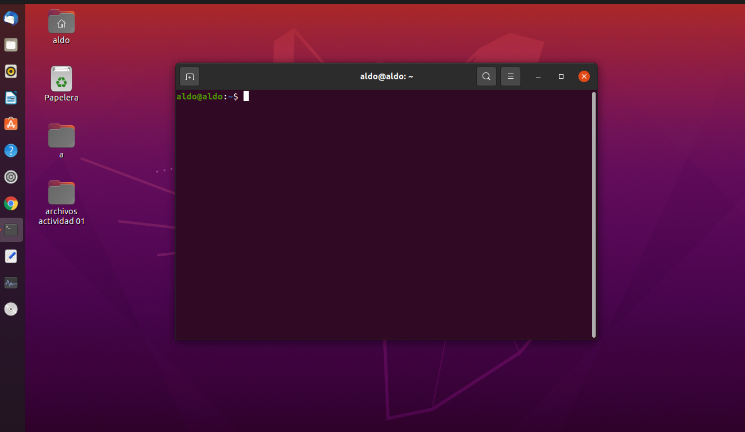 aldo
Papelera
a
archivos
actividad 01
aldo@aldo: ~
aldo@aldo:~$